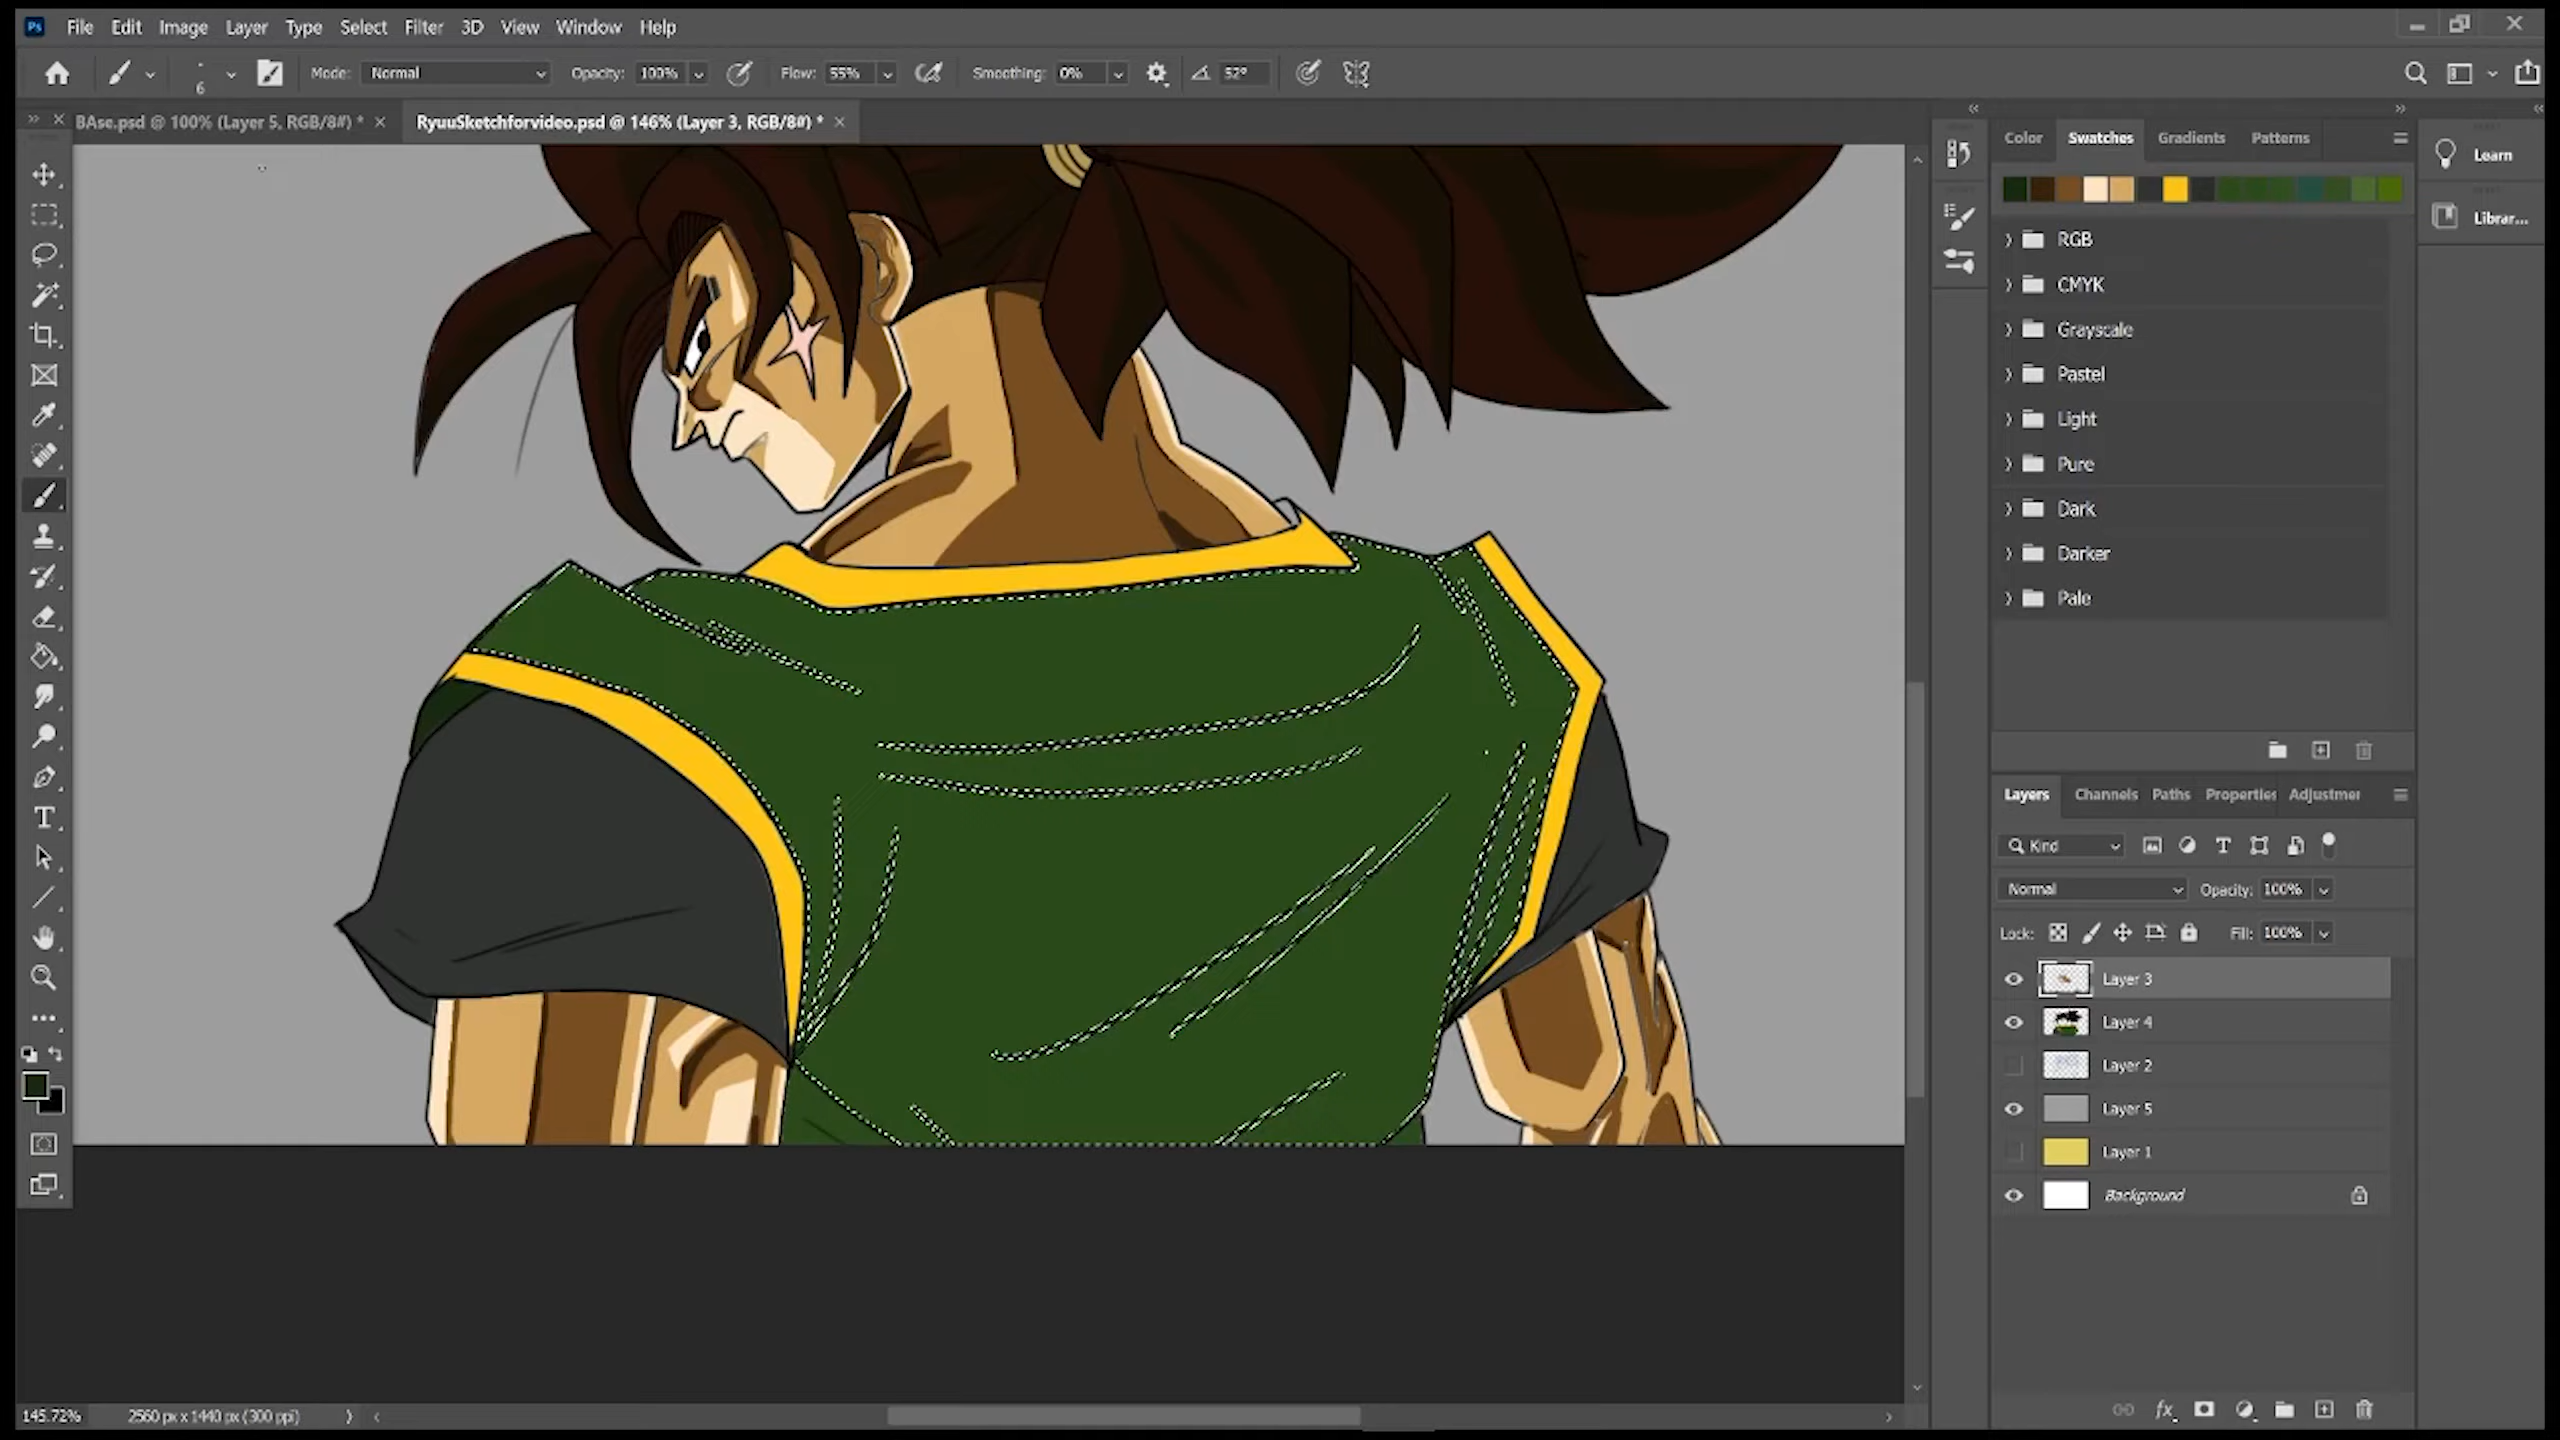 Ps File Edit Image Layer Type Select Filter 3D View Window Help
6 Mode: Normal Opacity: 100% Flow: 55% Smoothing: 0% 52°
BAse.psd @ 100% (Layer 5, RGB/8#) * RyuuSketchforvideo.psd @ 146% (Layer 3, RGB/8#) *
Color Swatches Gradients Patterns
Learn
Librar...
RGB
CMYK
Grayscale
Pastel
Light
Pure
Dark
Darker
Pale
Layers Channels Paths Properties Adjustmer
Kind
Normal Opacity: 100%
Lock: Fill: 100%
Layer 3
Layer 4
Layer 2
Layer 5
Layer 1
Background
145.72% 2560 px x 1440 px (300 ppi)